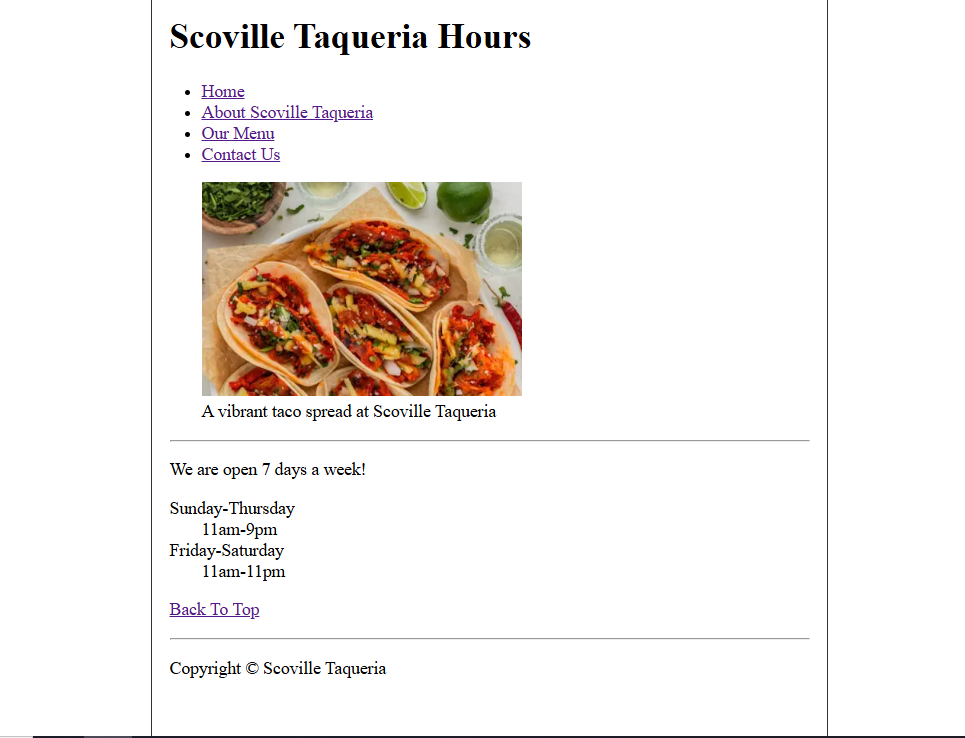 Scoville Taqueria Hours
Home
About Scoville Taqueria
Our Menu
Contact Us
A vibrant taco spread at Scoville Taqueria
We are open 7 days a week!
Sunday-Thursday
11am-9pm
Friday-Saturday
11am-11pm
Back To Top
Copyright © Scoville Taqueria